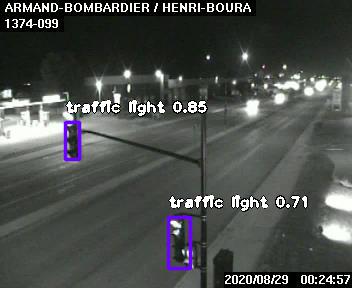 ARMAND-BOMBARDIER / HENRI-BOURA
1374-099
traffic light 0.85
traffic light 0.71
2020/08/29 00:24:57